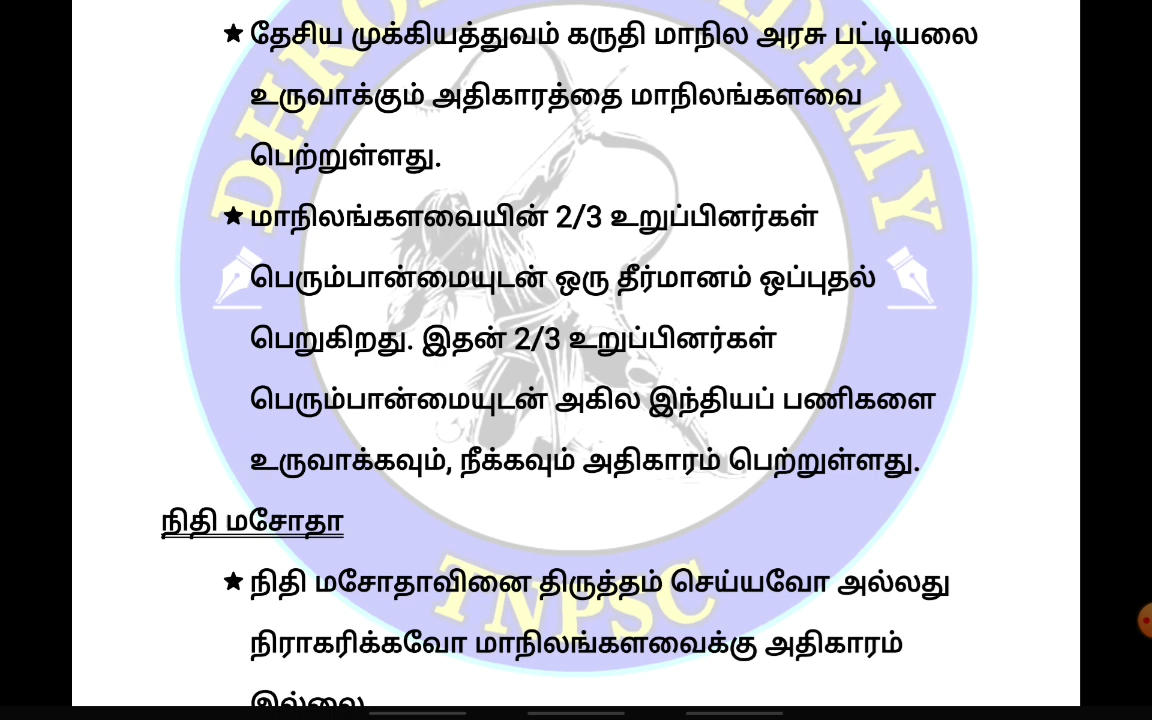 ★ தேசிய முக்கியத்துவம் கருதி மாநில அரசு பட்டியலை
உருவாக்கும் அதிகாரத்தை மாநிலங்களவை
பெற்றுள்ளது.
★ மாநிலங்களவையின் 2/3 உறுப்பினர்கள்
பெரும்பான்மையுடன் ஒரு தீர்மானம் ஒப்புதல்
பெறுகிறது. இதன் 2/3 உறுப்பினர்கள்
பெரும்பான்மையுடன் அகில இந்தியப் பணிகளை
உருவாக்கவும், நீக்கவும் அதிகாரம் பெற்றுள்ளது.
நிதி மசோதா
★ நிதி மசோதாவினை திருத்தம் செய்யவோ அல்லது
நிராகரிக்கவோ மாநிலங்களவைக்கு அதிகாரம்
இல்லை
TNPSC